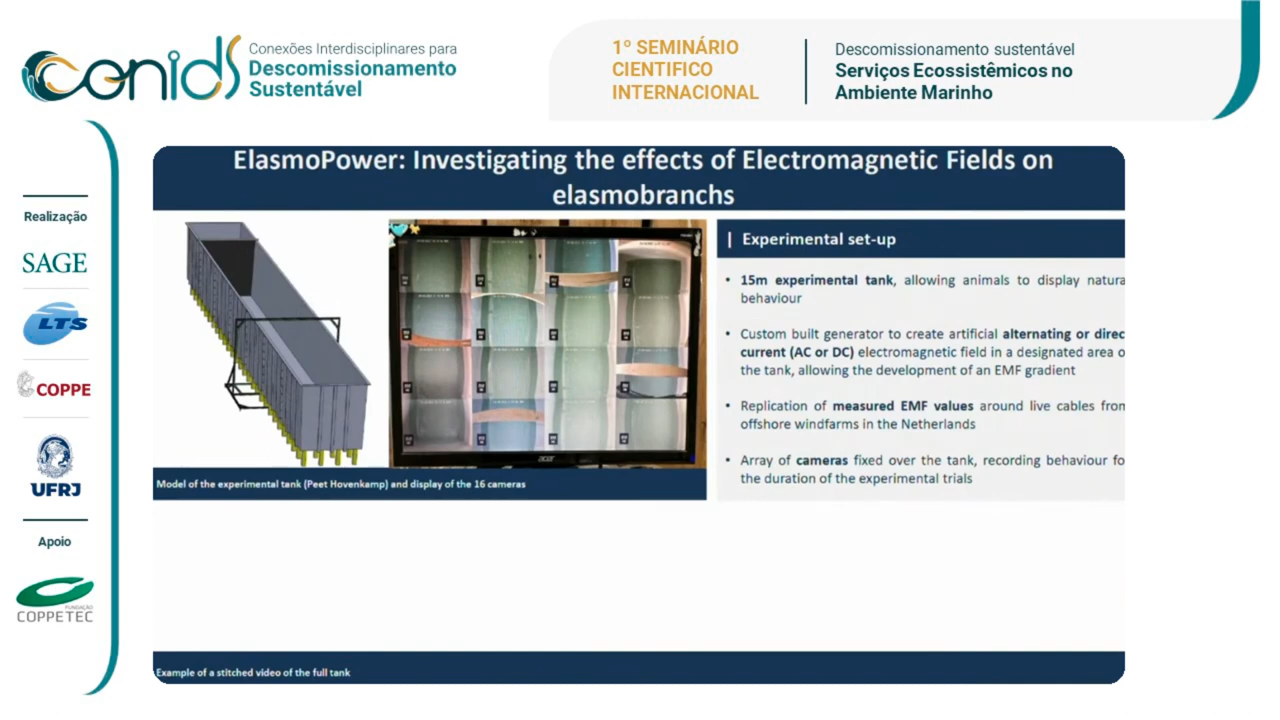 conids
Conexões Interdisciplinares para
Descomissionamento
Sustentável
1º SEMINÁRIO
CIENTIFICO
INTERNACIONAL
Descomissionamento sustentável
Serviços Ecossistêmicos no
Ambiente Marinho
Realização
SAGE
LTS
COPPE
UFRJ
Apoio
FUNDAÇÃO
COPPETEC
ElasmoPower: Investigating the effects of Electromagnetic Fields on
elasmobranchs
acer
Model of the experimental tank (Peet Hovenkamp) and display of the 16 cameras
| Experimental set-up
• 15m experimental tank, allowing animals to display natura
behaviour
• Custom built generator to create artificial alternating or direc
current (AC or DC) electromagnetic field in a designated area o
the tank, allowing the development of an EMF gradient
• Replication of measured EMF values around live cables from
offshore windfarms in the Netherlands
• Array of cameras fixed over the tank, recording behaviour fo
the duration of the experimental trials
Example of a stitched video of the full tank